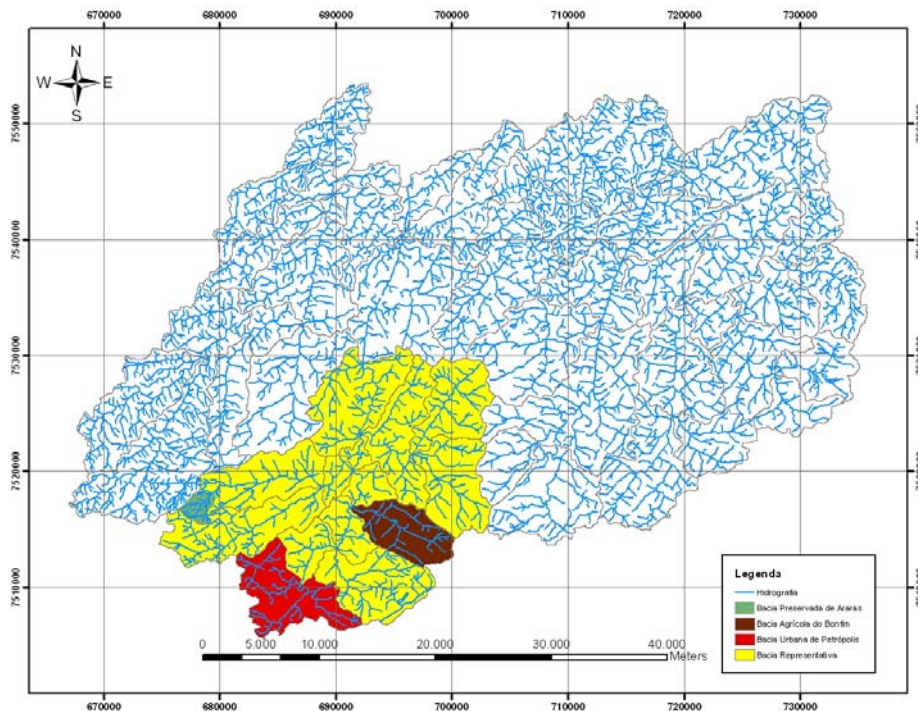 670000 680000 690000 700000 710000 720000 730000
N
W E
S
7550000
7540000
7530000
7520000
7510000
Legenda
Hidrografia
Bacia Preservada de Araras
Bacia Agrícola do Bonfim
Bacia Urbana de Petrópolis
Bacia Representativa
0 5.000 10.000 20.000 30.000 40.000
Meters
670000 680000 690000 700000 710000 720000 730000